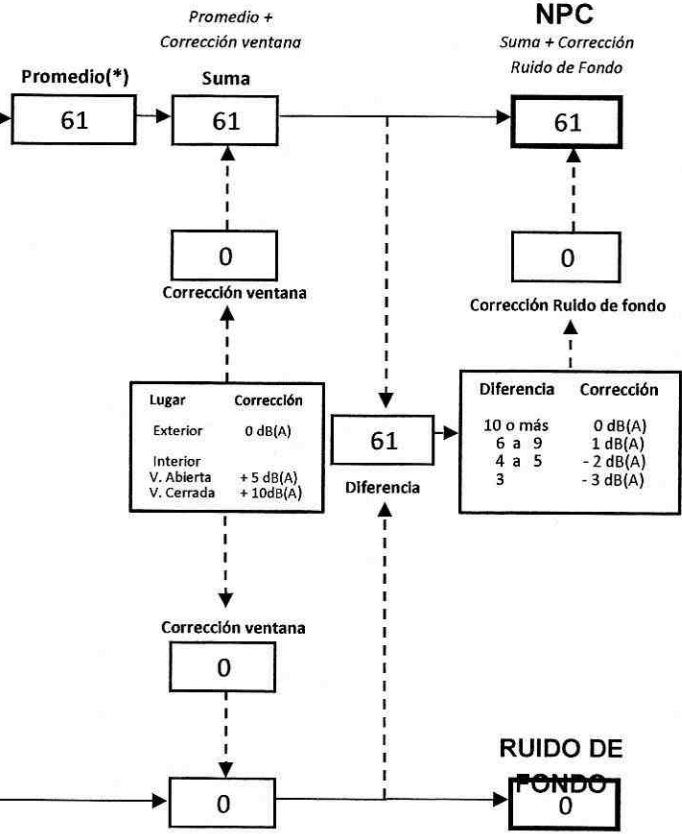 Promedio +
Corrección ventana
NPC
Suma + Corrección
Ruido de Fondo
Promedio(*)
Suma
61
61
61
0
Corrección ventana
0
Corrección Ruido de fondo
Lugar Corrección
Exterior 0 dB(A)
Interior
V. Abierta + 5 dB(A)
V. Cerrada + 10dB(A)
61
Diferencia
Diferencia Corrección
10 o más 0 dB(A)
6 a 9 1 dB(A)
4 a 5 - 2 dB(A)
3 - 3 dB(A)
Corrección ventana
0
0
RUIDO DE
FONDO
0